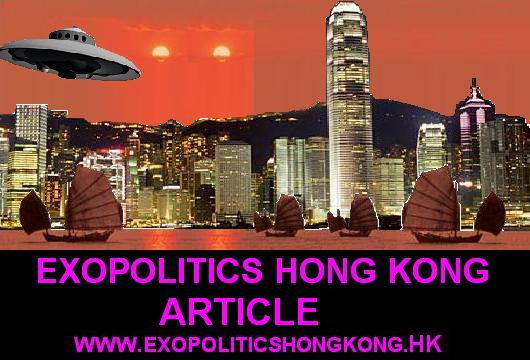 EXOPOLITICS HONG KONG
ARTICLE
WWW.EXOPOLITICSHONGKONG.HK